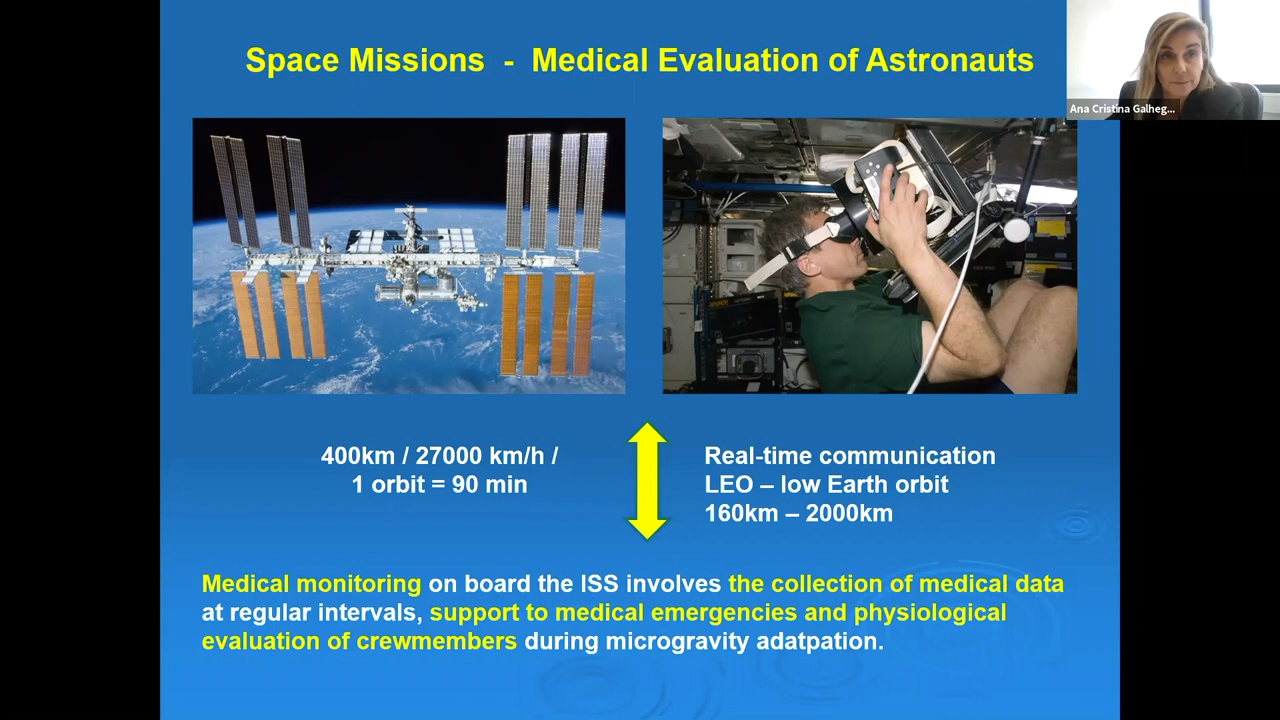 Space Missions - Medical Evaluation of Astronauts
Ana Cristina Galheg...
400km / 27000 km/h /
1 orbit = 90 min
Real-time communication
LEO – low Earth orbit
160km – 2000km
Medical monitoring on board the ISS involves the collection of medical data
at regular intervals, support to medical emergencies and physiological
evaluation of crewmembers during microgravity adatpation.